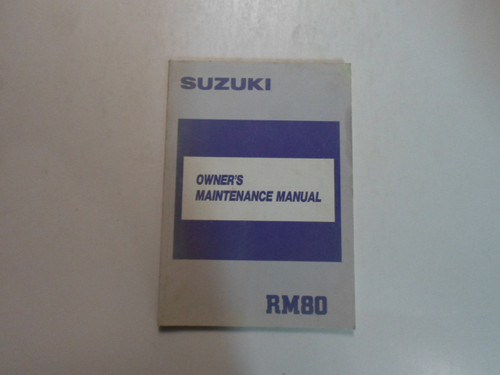 SUZUKI
OWNER'S
MAINTENANCE MANUAL
RM80